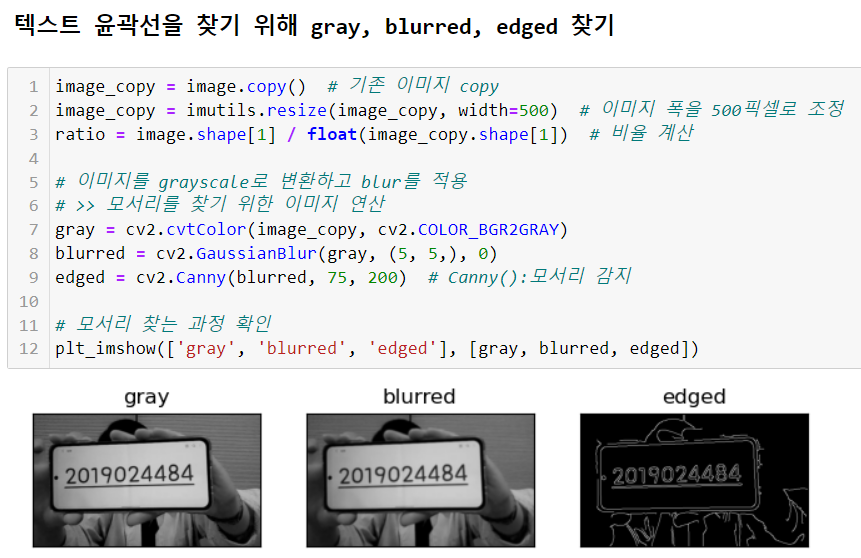 텍스트 윤곽선을 찾기 위해 gray, blurred, edged 찾기
1 image_copy = image.copy()  # 기존 이미지 copy
2 image_copy = imutils.resize(image_copy, width=500)  # 이미지 폭을 500픽셀로 조정
3 ratio = image.shape[1] / float(image_copy.shape[1])  # 비율 계산
4
5 # 이미지를 grayscale로 변환하고 blur를 적용
6 # >> 모서리를 찾기 위한 이미지 연산
7 gray = cv2.cvtColor(image_copy, cv2.COLOR_BGR2GRAY)
8 blurred = cv2.GaussianBlur(gray, (5, 5,), 0)
9 edged = cv2.Canny(blurred, 75, 200)  # Canny():모서리 감지
10
11 # 모서리 찾는 과정 확인
12 plt_imshow(['gray', 'blurred', 'edged'], [gray, blurred, edged])
gray blurred edged
2019024484 2019024484 2019024484